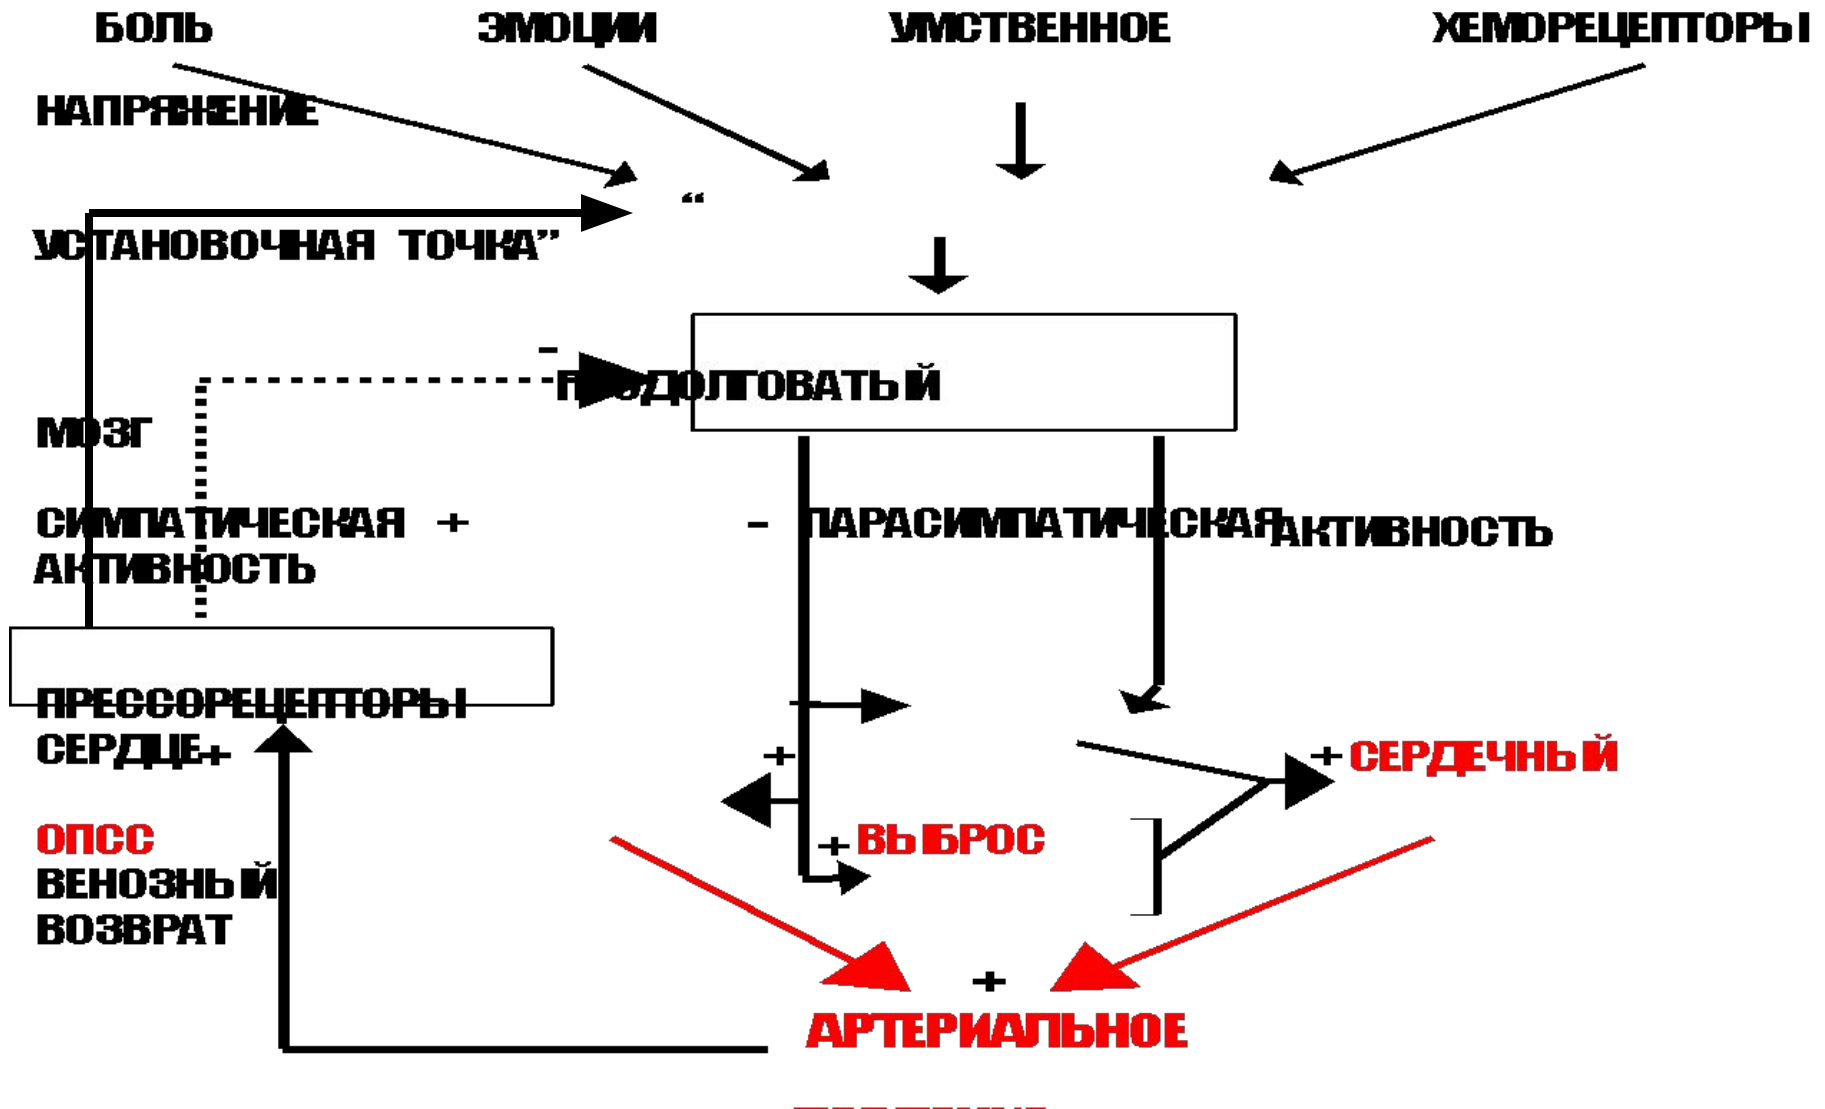 БОЛЬ ЭМОЦИИ УМСТВЕННОЕ ХЕМОРЕЦЕПТОРЫ
НАПРЯЖЕНИЕ
“
УСТАНОВОЧНАЯ ТОЧКА”
–
ПРОДОЛГОВАТЫЙ
МОЗГ
СИМПАТИЧЕСКАЯ + – ПАРАСИМПАТИЧЕСКАЯ АКТИВНОСТЬ
АКТИВНОСТЬ
ПРЕССОРЕЦЕПТОРЫ –
СЕРДЦЕ+ + + СЕРДЕЧНЫЙ
ОПСС + ВЫБРОС
ВЕНОЗНЫЙ
ВОЗВРАТ
+
АРТЕРИАЛЬНОЕ